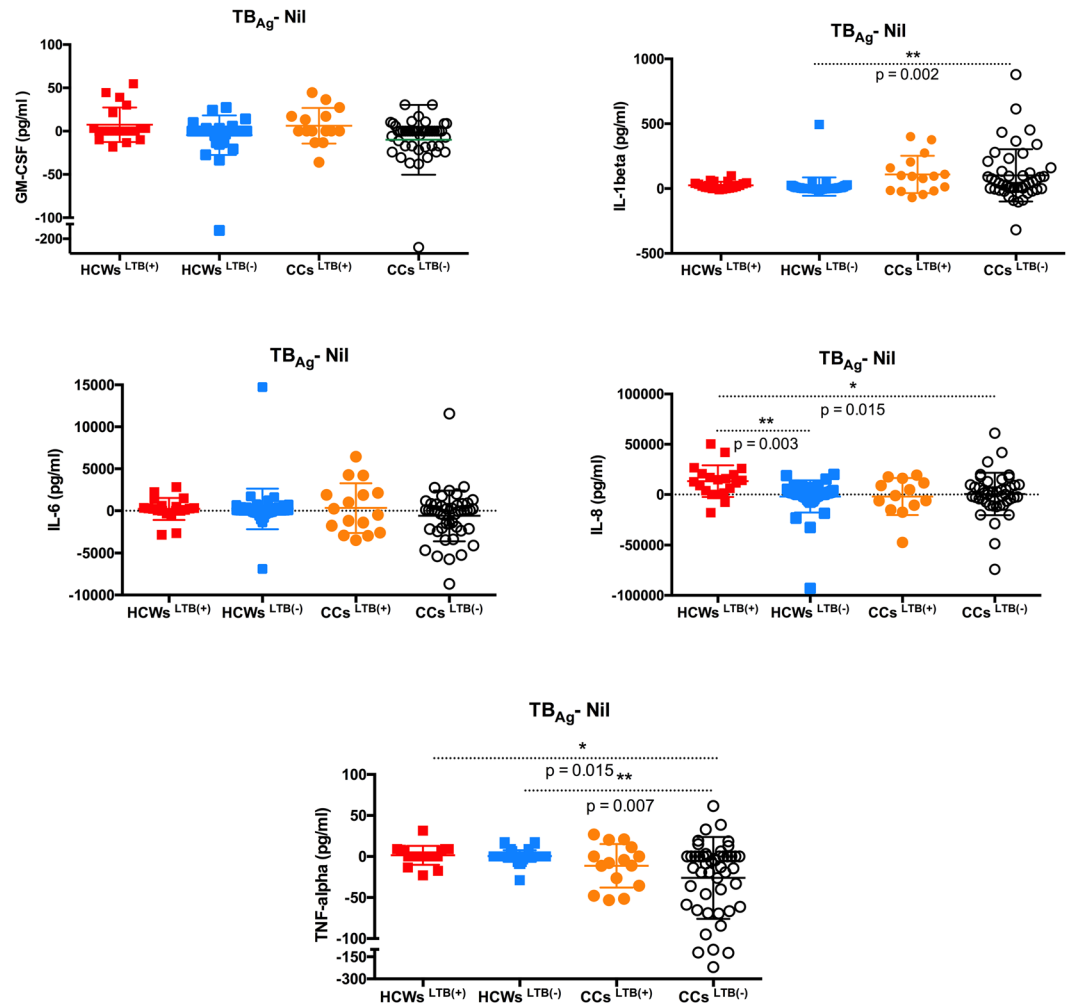 TBAg- Nil
100
50
0
-50
-100
-200
GM-CSF (pg/ml)
HCWs LTB(+) HCWs LTB(-) CCs LTB(+) CCs LTB(-)
TBAg- Nil
**
p = 0.002
1000
500
0
-500
IL-1beta (pg/ml)
HCWs LTB(+) HCWs LTB(-) CCs LTB(+) CCs LTB(-)
TBAg- Nil
15000
10000
5000
0
-5000
-10000
IL-6 (pg/ml)
HCWs LTB(+) HCWs LTB(-) CCs LTB(+) CCs LTB(-)
TBAg- Nil
*
p = 0.015
**
p = 0.003
100000
50000
0
-50000
-100000
IL-8 (pg/ml)
HCWs LTB(+) HCWs LTB(-) CCs LTB(+) CCs LTB(-)
TBAg- Nil
*
p = 0.015
**
p = 0.007
100
50
0
-50
-100
-150
-300
TNF-alpha (pg/ml)
HCWs LTB(+) HCWs LTB(-) CCs LTB(+) CCs LTB(-)